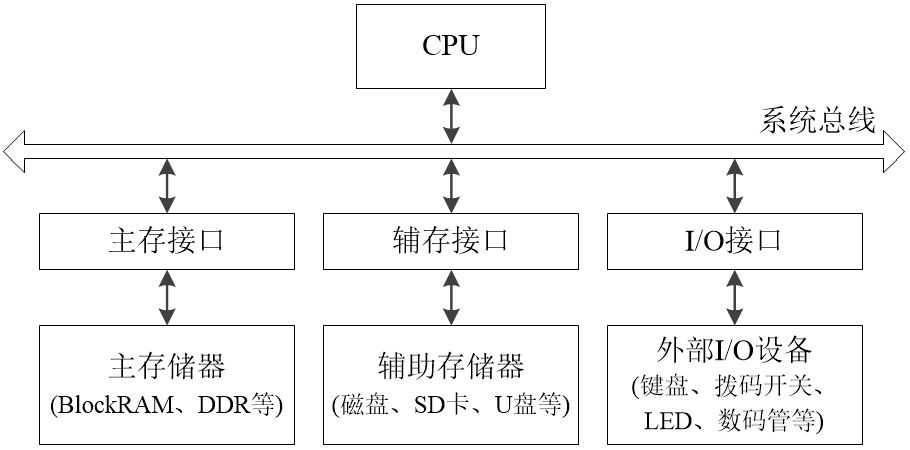 CPU
系统总线
主存接口
辅存接口
I/O接口
主存储器
(BlockRAM、DDR等)
辅助存储器
(磁盘、SD卡、U盘等)
外部I/O设备
(键盘、拨码开关、
LED、数码管等)